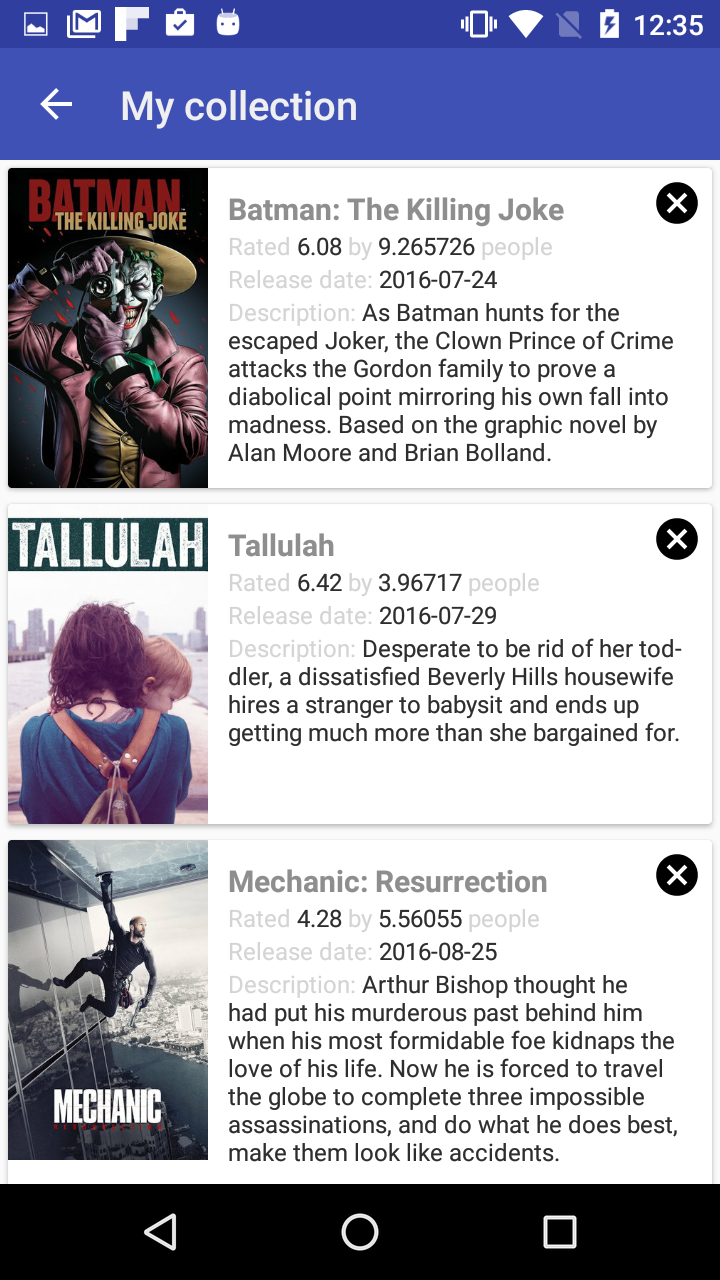 12:35
My collection
BATMAN
THE KILLING JOKE
Batman: The Killing Joke
Rated 6.08 by 9.265726 people
Release date: 2016-07-24
Description: As Batman hunts for the
escaped Joker, the Clown Prince of Crime
attacks the Gordon family to prove a
diabolical point mirroring his own fall into
madness. Based on the graphic novel by
Alan Moore and Brian Bolland.
TALLULAH
Tallulah
Rated 6.42 by 3.96717 people
Release date: 2016-07-29
Description: Desperate to be rid of her tod-
dler, a dissatisfied Beverly Hills housewife
hires a stranger to babysit and ends up
getting much more than she bargained for.
MECHANIC
Mechanic: Resurrection
Rated 4.28 by 5.56055 people
Release date: 2016-08-25
Description: Arthur Bishop thought he
had put his murderous past behind him
when his most formidable foe kidnaps the
love of his life. Now he is forced to travel
the globe to complete three impossible
assassinations, and do what he does best,
make them look like accidents.